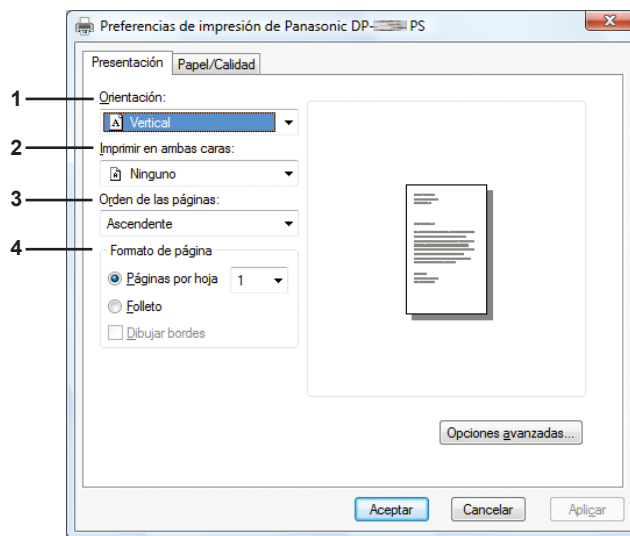 Preferencias de impresión de Panasonic DP- PS
Presentación Papel/Calidad
1 Orientación:
Vertical
2 Imprimir en ambas caras:
Ninguno
3 Orden de las páginas:
Ascendente
4 Formato de página
Páginas por hoja 1
Folleto
Dibujar bordes
Opciones avanzadas...
Aceptar Cancelar Aplicar